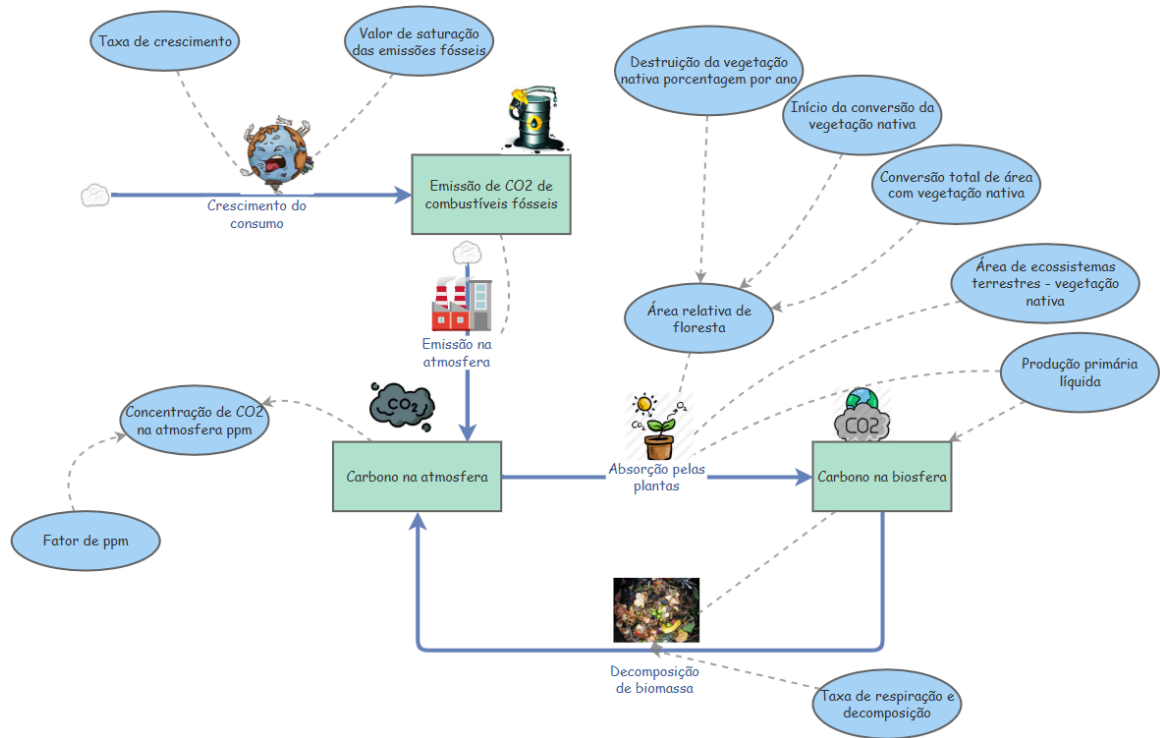 Taxa de crescimento
Valor de saturação
das emissões fósseis
Destruição da vegetação
nativa porcentagem por ano
Início da conversão da
vegetação nativa
Conversão total de área
com vegetação nativa
Crescimento do
consumo
Emissão de CO2 de
combustíveis fósseis
Área de ecossistemas
terrestres - vegetação
nativa
Área relativa de
floresta
Emissão na
atmosfera
Produção primária
líquida
Concentração de CO2
na atmosfera ppm
CO2
CO2
O2
CO2
Carbono na atmosfera
Absorção pelas
plantas
Carbono na biosfera
Fator de ppm
Decomposição
de biomassa
Taxa de respiração e
decomposição